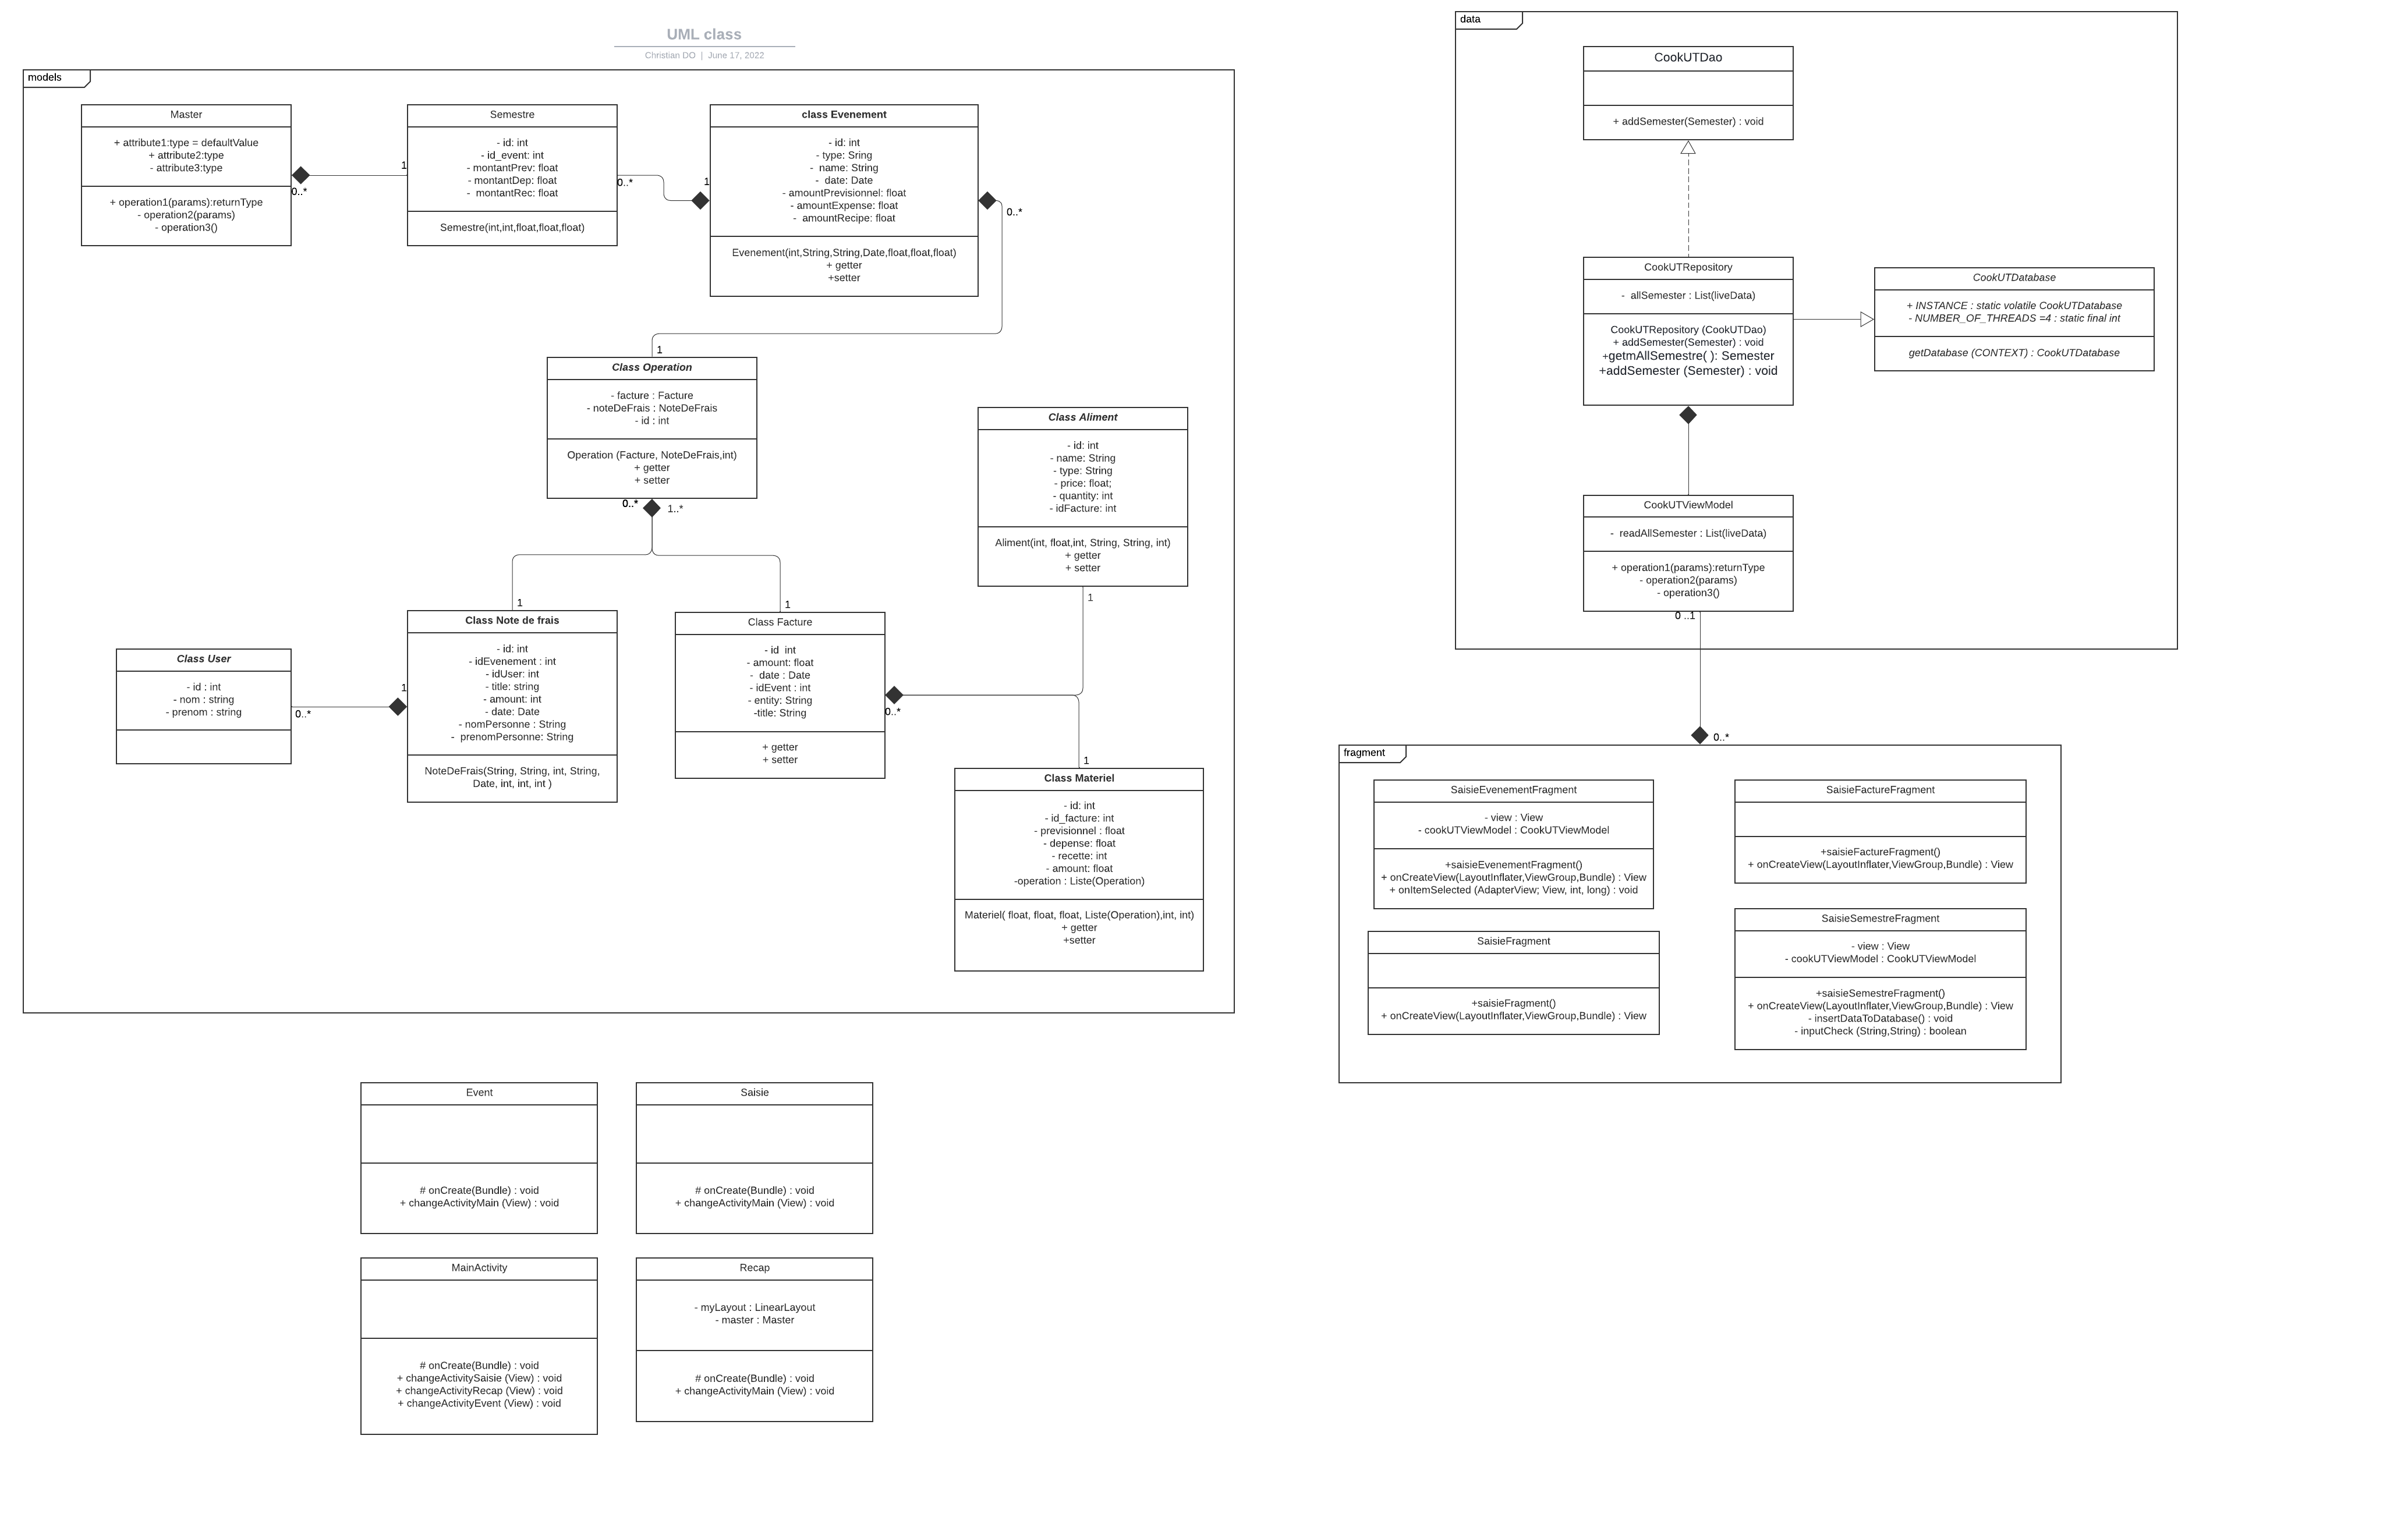 UML class
Christian DO | June 17, 2022
models
Master
+ attribute1:type = defaultValue
+ attribute2:type
- attribute3:type
+ operation1(params):returnType
- operation2(params)
- operation3()
0..*
1
Semestre
- id: int
- id_event: int
- montantPrev: float
- montantDep: float
- montantRec: float
Semestre(int,int,float,float,float)
0..*
1
class Evenement
- id: int
- type: Sring
- name: String
- date: Date
- amountPrevisionnel: float
- amountExpense: float
- amountRecipe: float
Evenement(int,String,String,Date,float,float,float)
+ getter
+setter
0..*
1
Class Operation
- facture : Facture
- noteDeFrais : NoteDeFrais
- id : int
Operation (Facture, NoteDeFrais,int)
+ getter
+ setter
0..*
1..*
Class Aliment
- id: int
- name: String
- type: String
- price: float;
- quantity: int
- idFacture: int
Aliment(int, float,int, String, String, int)
+ getter
+ setter
1
1
1
Class User
- id : int
- nom : string
- prenom : string
0..*
1
Class Note de frais
- id: int
- idEvenement : int
- idUser: int
- title: string
- amount: int
- date: Date
- nomPersonne : String
- prenomPersonne: String
NoteDeFrais(String, String, int, String,
Date, int, int, int )
Class Facture
- id int
- amount: float
- date : Date
- idEvent : int
- entity: String
-title: String
+ getter
+ setter
0..*
1
Class Materiel
- id: int
- id_facture: int
- previsionnel : float
- depense: float
- recette: int
- amount: float
-operation : Liste(Operation)
Materiel( float, float, float, Liste(Operation),int, int)
+ getter
+setter
Event
# onCreate(Bundle) : void
+ changeActivityMain (View) : void
Saisie
# onCreate(Bundle) : void
+ changeActivityMain (View) : void
MainActivity
# onCreate(Bundle) : void
+ changeActivitySaisie (View) : void
+ changeActivityRecap (View) : void
+ changeActivityEvent (View) : void
Recap
- myLayout : LinearLayout
- master : Master
# onCreate(Bundle) : void
+ changeActivityMain (View) : void
data
CookUTDao
+ addSemester(Semester) : void
CookUTRepository
- allSemester : List(liveData)
CookUTRepository (CookUTDao)
+ addSemester(Semester) : void
+getmAllSemestre( ): Semester
+addSemester (Semester) : void
CookUTDatabase
+ INSTANCE : static volatile CookUTDatabase
- NUMBER_OF_THREADS =4 : static final int
getDatabase (CONTEXT) : CookUTDatabase
CookUTViewModel
- readAllSemester : List(liveData)
+ operation1(params):returnType
- operation2(params)
- operation3()
0 ..1
0..*
fragment
SaisieEvenementFragment
- view : View
- cookUTViewModel : CookUTViewModel
+saisieEvenementFragment()
+ onCreateView(LayoutInflater,ViewGroup,Bundle) : View
+ onItemSelected (AdapterView; View, int, long) : void
SaisieFactureFragment
+saisieFactureFragment()
+ onCreateView(LayoutInflater,ViewGroup,Bundle) : View
SaisieFragment
+saisieFragment()
+ onCreateView(LayoutInflater,ViewGroup,Bundle) : View
SaisieSemestreFragment
- view : View
- cookUTViewModel : CookUTViewModel
+saisieSemestreFragment()
+ onCreateView(LayoutInflater,ViewGroup,Bundle) : View
- insertDataToDatabase() : void
- inputCheck (String,String) : boolean